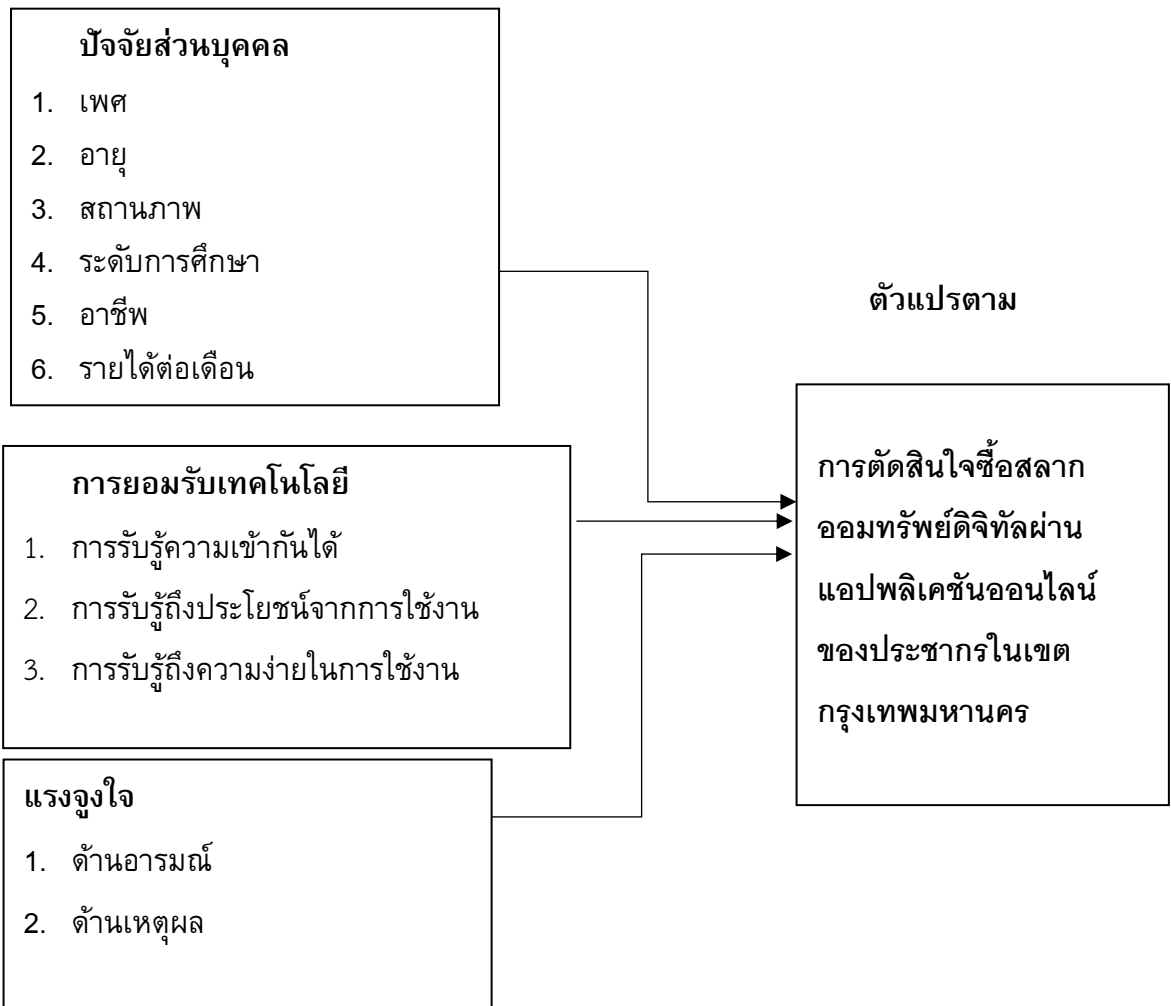 ปัจจัยส่วนบุคคล
1. เพศ
2. อายุ
3. สถานภาพ
4. ระดับการศึกษา
5. อาชีพ
6. รายได้ต่อเดือน
การยอมรับเทคโนโลยี
1. การรับรู้ความเข้ากันได้
2. การรับรู้ถึงประโยชน์จากการใช้งาน
3. การรับรู้ถึงความง่ายในการใช้งาน
แรงจูงใจ
1. ด้านอารมณ์
2. ด้านเหตุผล
ตัวแปรตาม
การตัดสินใจซื้อสลาก
ออมทรัพย์ดิจิทัลผ่าน
แอปพลิเคชันออนไลน์
ของประชากรในเขต
กรุงเทพมหานคร